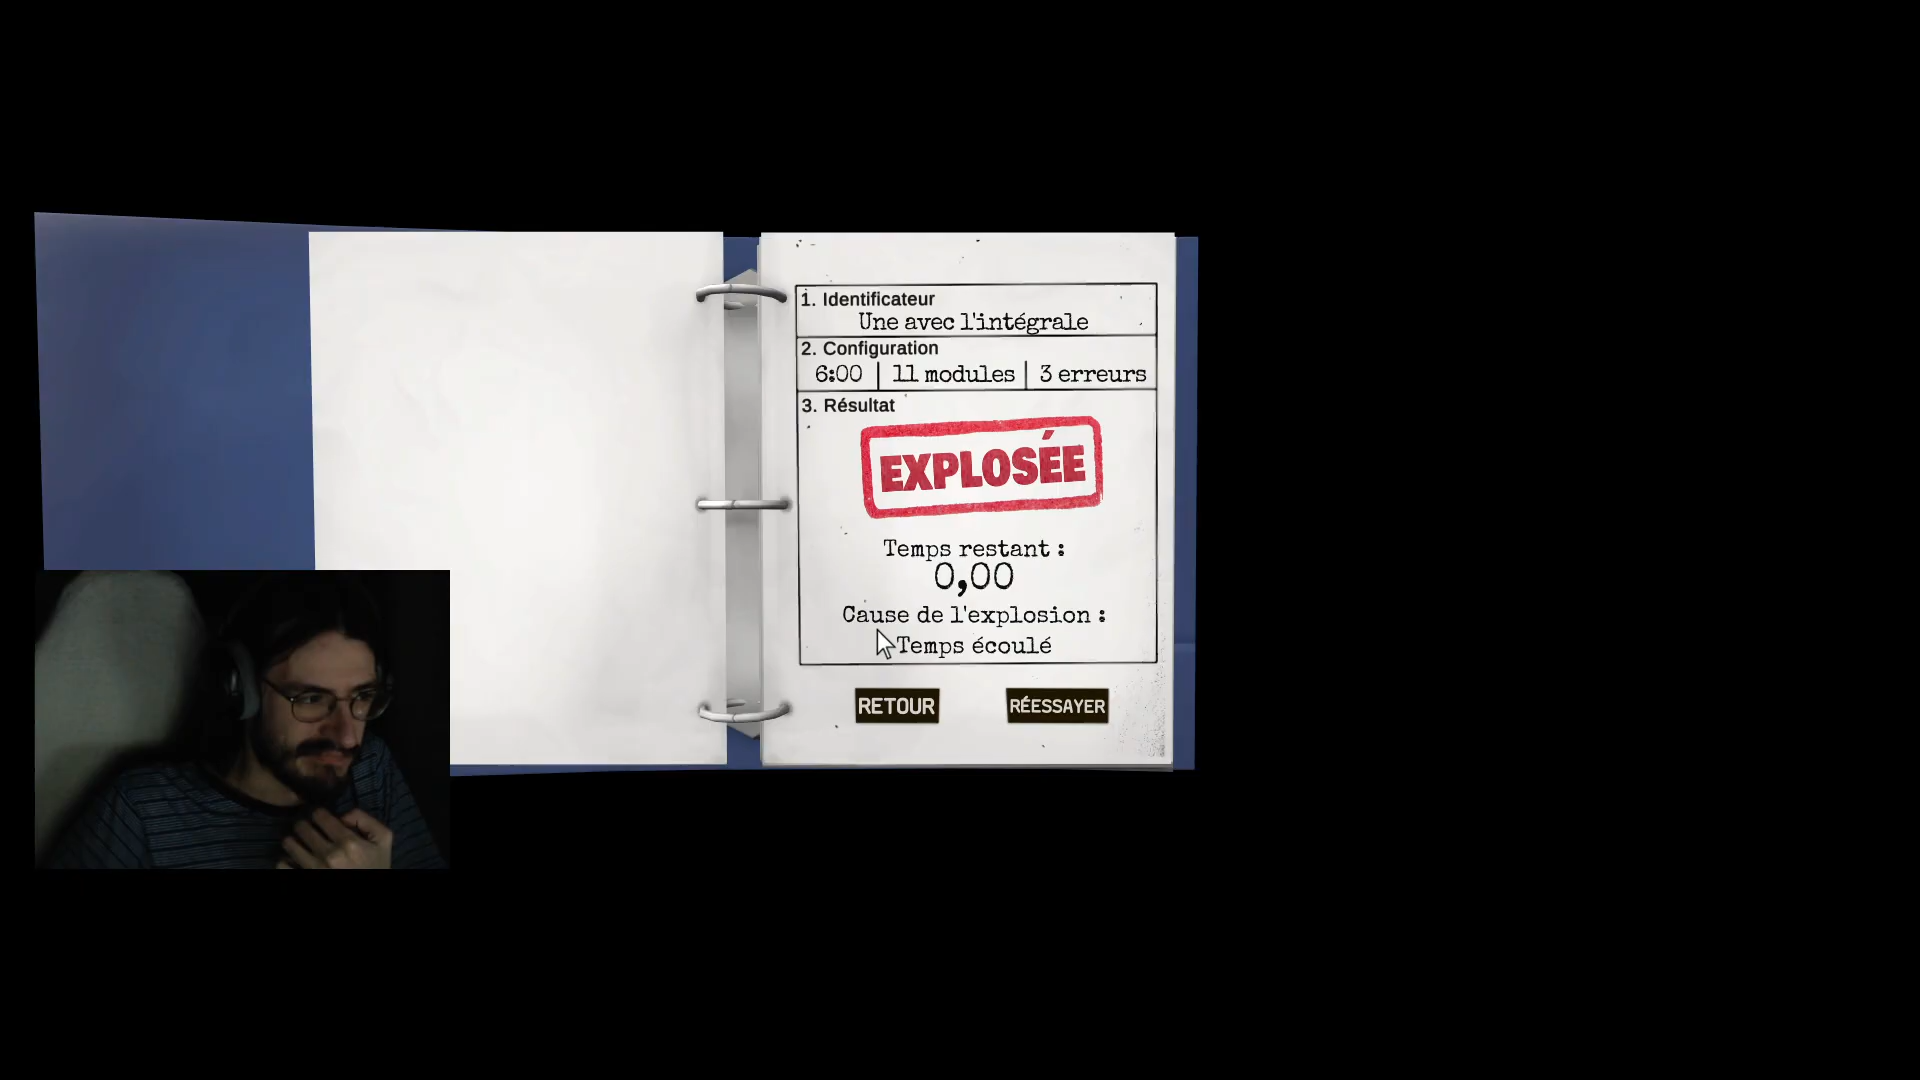 1. Identificateur
Une avec l'intégrale
2. Configuration
6:00 | 11 modules | 3 erreurs
3. Résultat
EXPLOSÉE
Temps restant :
0,00
Cause de l'explosion :
Temps écoulé
RETOUR
RÉESSAYER